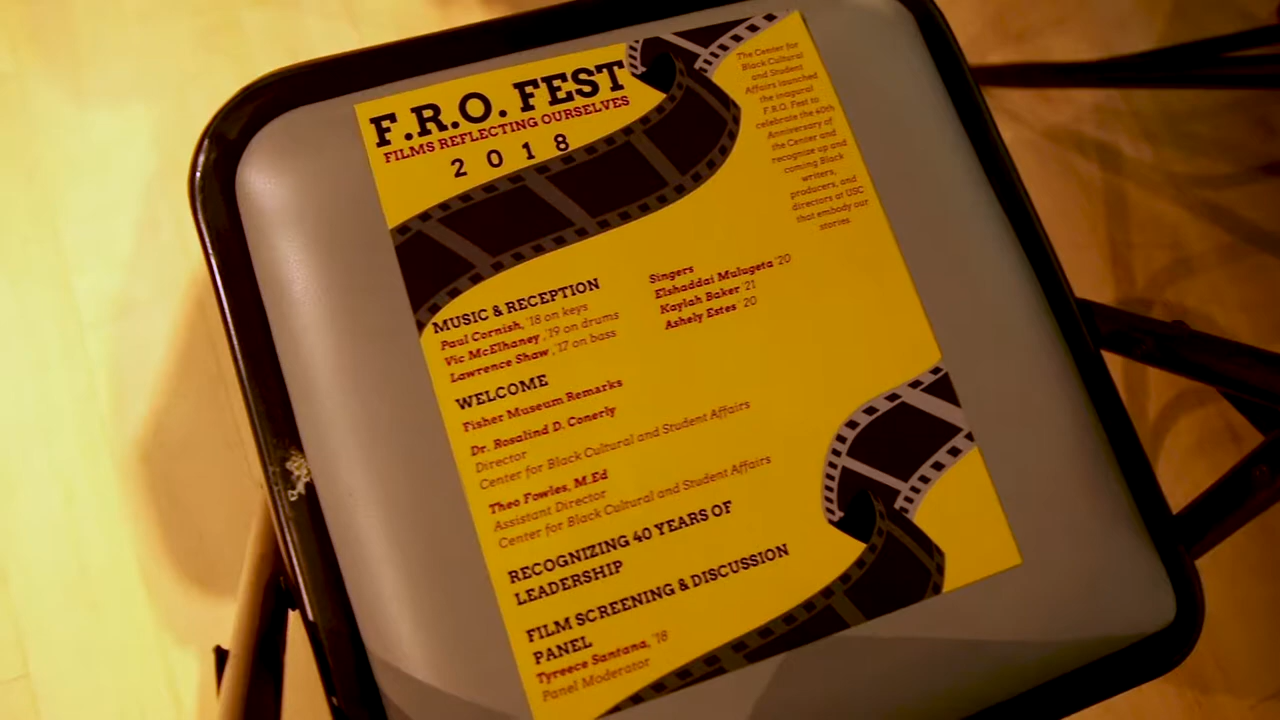 F.R.O. FEST
FILMS REFLECTING OURSELVES
2018
The Center for
Black Cultural
and Student
Affairs launched
the inagural
F.R.O. Fest to
celebrate the 40th
Anniversary of
the Center and
recognize up and
coming Black
writers,
producers, and
directors at USC
that embody our
stories
MUSIC & RECEPTION
Paul Cornish, '18 on keys
Vic McElhaney ,'19 on drums
Lawrence Shaw ,'17 on bass
Singers
Elshaddai Mulugeta '20
Kaylah Baker '21
Ashely Estes' 20
WELCOME
Fisher Museum Remarks
Dr. Rosalind D. Conerly
Director
Center for Black Cultural and Student Affairs
Theo Fowles, M.Ed
Assistant Director
Center for Black Cultural and Student Affairs
RECOGNIZING 40 YEARS OF
LEADERSHIP
FILM SCREENING & DISCUSSION
PANEL
Tyreece Santana, '18
Panel Moderator